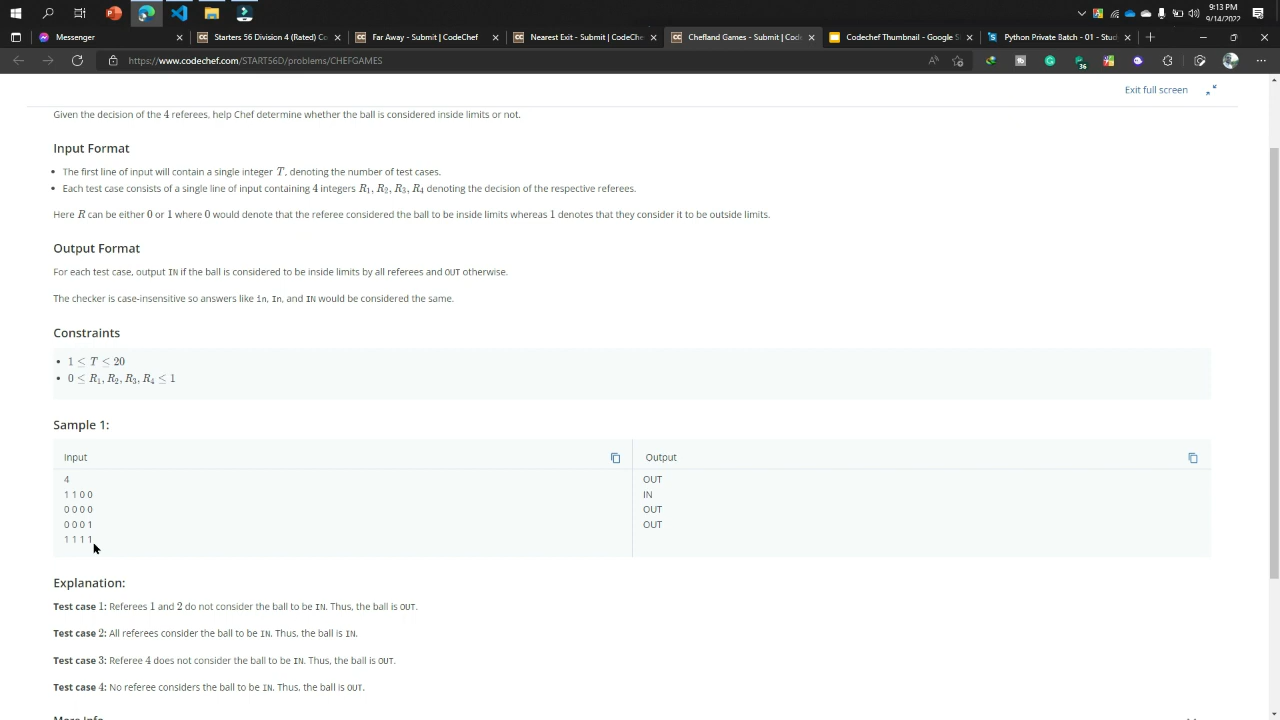 9:13 PM
9/14/2022
Messenger
Starters 56 Division 4 (Rated) Co
Far Away - Submit | CodeChef
Nearest Exit - Submit | CodeChe
Chefland Games - Submit | Code
Codechef Thumbnail - Google S
Python Private Batch - 01 - Stud
https://www.codechef.com/START56D/problems/CHEFGAMES
Exit full screen
Given the decision of the 4 referees, help Chef determine whether the ball is considered inside limits or not.
Input Format
• The first line of input will contain a single integer T, denoting the number of test cases.
• Each test case consists of a single line of input containing 4 integers R₁, R₂, R₃, R₄ denoting the decision of the respective referees.
Here R can be either 0 or 1 where 0 would denote that the referee considered the ball to be inside limits whereas 1 denotes that they consider it to be outside limits.
Output Format
For each test case, output IN if the ball is considered to be inside limits by all referees and OUT otherwise.
The checker is case-insensitive so answers like in, In, and IN would be considered the same.
Constraints
• 1 ≤ T ≤ 20
• 0 ≤ R₁, R₂, R₃, R₄ ≤ 1
Sample 1:
Input
4
1 1 0 0
0 0 0 0
0 0 0 1
1 1 1 1
Output
OUT
IN
OUT
OUT
Explanation:
Test case 1: Referees 1 and 2 do not consider the ball to be IN. Thus, the ball is OUT.
Test case 2: All referees consider the ball to be IN. Thus, the ball is IN.
Test case 3: Referee 4 does not consider the ball to be IN. Thus, the ball is OUT.
Test case 4: No referee considers the ball to be IN. Thus, the ball is OUT.
More Info